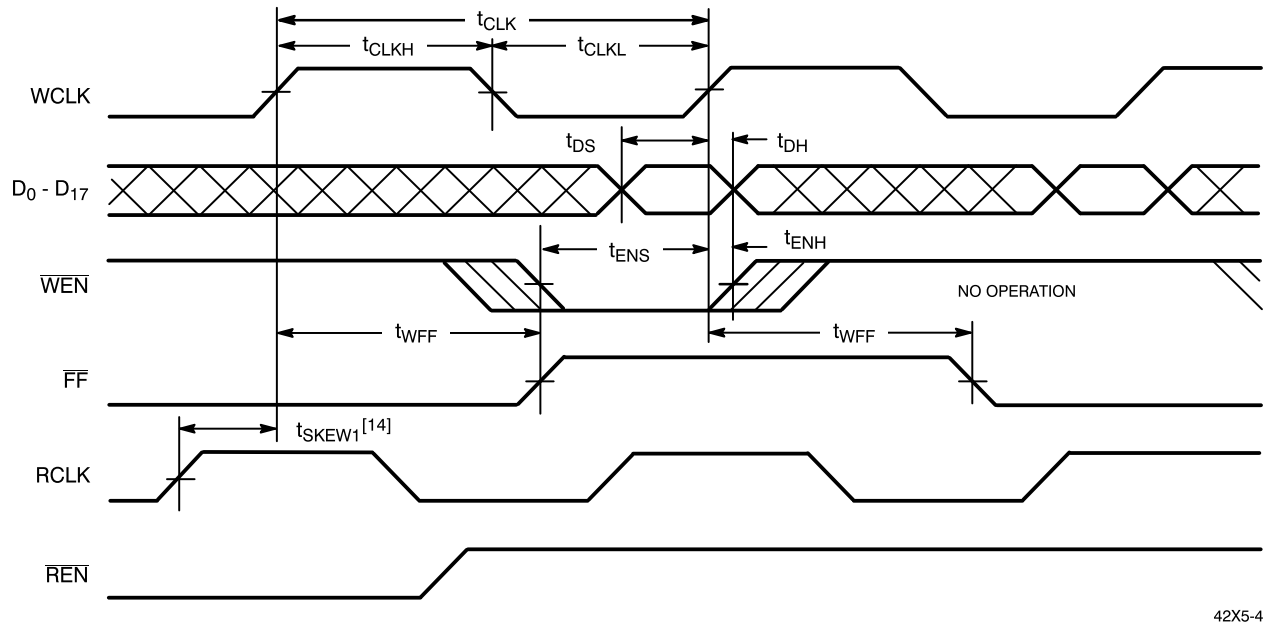 tCLK
tCLKH
tCLKL
WCLK
tDS
tDH
D0 - D17
tENS
tENH
WEN
NO OPERATION
tWFF
tWFF
FF
tSKEW1[14]
RCLK
REN
42X5-4